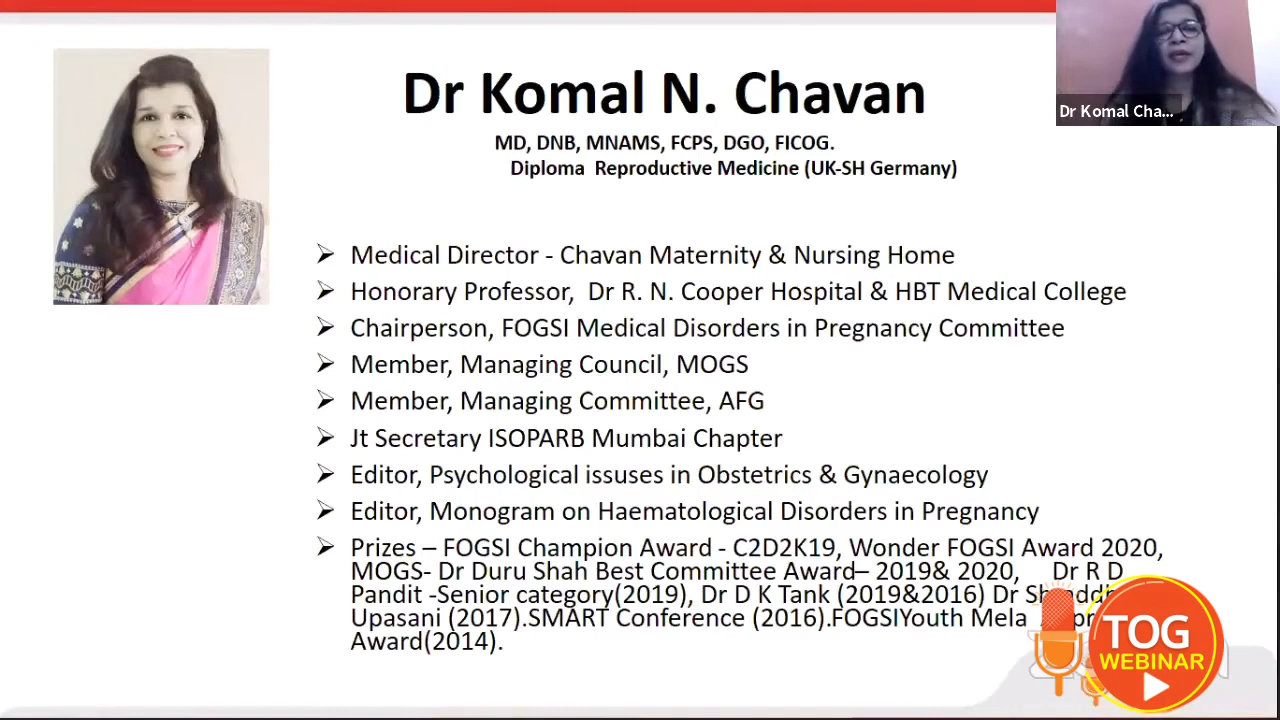 Dr Komal N. Chavan
Dr Komal Cha...
MD, DNB, MNAMS, FCPS, DGO, FICOG.
Diploma Reproductive Medicine (UK-SH Germany)
➢ Medical Director - Chavan Maternity & Nursing Home
➢ Honorary Professor, Dr R. N. Cooper Hospital & HBT Medical College
➢ Chairperson, FOGSI Medical Disorders in Pregnancy Committee
➢ Member, Managing Council, MOGS
➢ Member, Managing Committee, AFG
➢ Jt Secretary ISOPARB Mumbai Chapter
➢ Editor, Psychological issuses in Obstetrics & Gynaecology
➢ Editor, Monogram on Haematological Disorders in Pregnancy
➢ Prizes – FOGSI Champion Award - C2D2K19, Wonder FOGSI Award 2020,
MOGS- Dr Duru Shah Best Committee Award– 2019& 2020, Dr R D
Pandit -Senior category(2019), Dr D K Tank (2019&2016) Dr
Upasani (2017).SMART Conference (2016).FOGSIYouth Mela
Award(2014).
TOG
WEBINAR